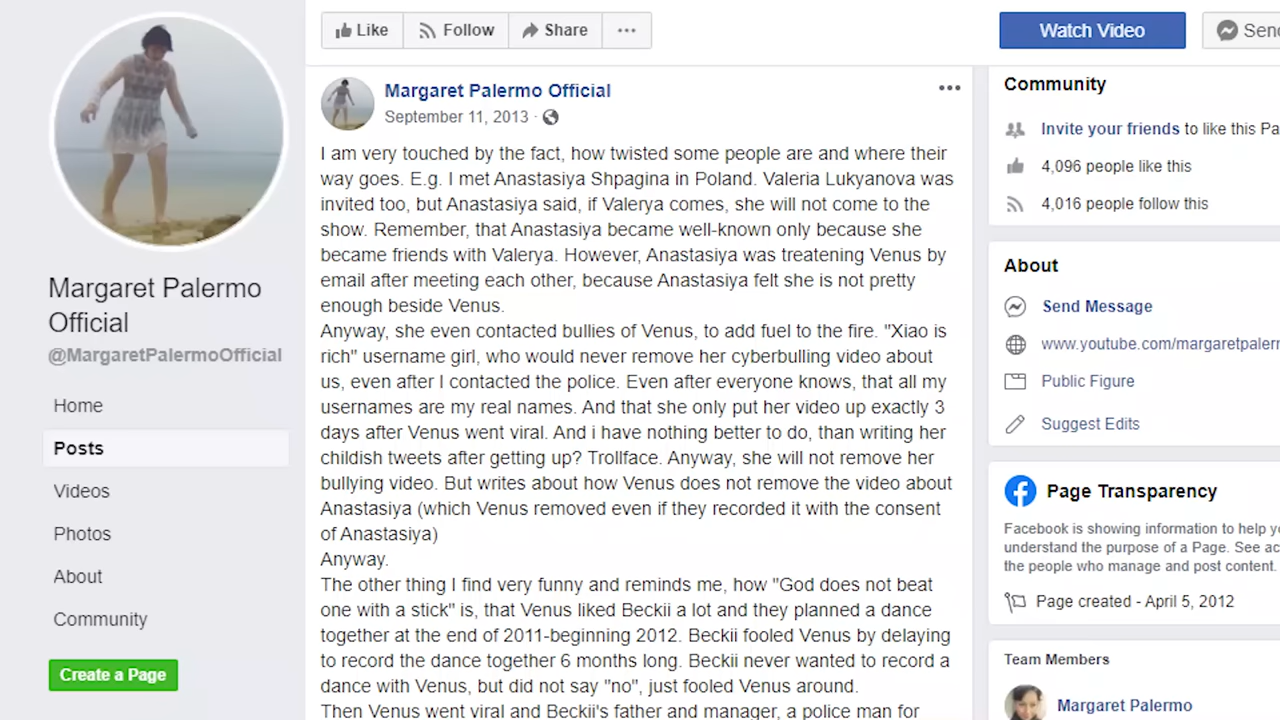 Like
Follow
Share
Watch Video
Margaret Palermo Official
September 11, 2013
I am very touched by the fact, how twisted some people are and where their
way goes. E.g. I met Anastasiya Shpagina in Poland. Valeria Lukyanova was
invited too, but Anastasiya said, if Valerya comes, she will not come to the
show. Remember, that Anastasiya became well-known only because she
became friends with Valerya. However, Anastasiya was treatening Venus by
email after meeting each other, because Anastasiya felt she is not pretty
enough beside Venus.
Anyway, she even contacted bullies of Venus, to add fuel to the fire. "Xiao is
rich" username girl, who would never remove her cyberbulling video about
us, even after I contacted the police. Even after everyone knows, that all my
usernames are my real names. And that she only put her video up exactly 3
days after Venus went viral. And i have nothing better to do, than writing her
childish tweets after getting up? Trollface. Anyway, she will not remove her
bullying video. But writes about how Venus does not remove the video about
Anastasiya (which Venus removed even if they recorded it with the consent
of Anastasiya)
Anyway.
The other thing I find very funny and reminds me, how "God does not beat
one with a stick" is, that Venus liked Beckii a lot and they planned a dance
together at the end of 2011-beginning 2012. Beckii fooled Venus by delaying
to record the dance together 6 months long. Beckii never wanted to record a
dance with Venus, but did not say "no", just fooled Venus around.
Then Venus went viral and Beckii's father and manager, a police man for
Margaret Palermo
Official
@MargaretPalermoOfficial
Home
Posts
Videos
Photos
About
Community
Create a Page
Community
Invite your friends to like this
4,096 people like this
4,016 people follow this
About
Send Message
www.youtube.com/margaretpaler
Public Figure
Suggest Edits
Page Transparency
Facebook is showing information to help
understand the purpose of a Page. See
the people who manage and post content.
Page created - April 5, 2012
Team Members
Margaret Palermo